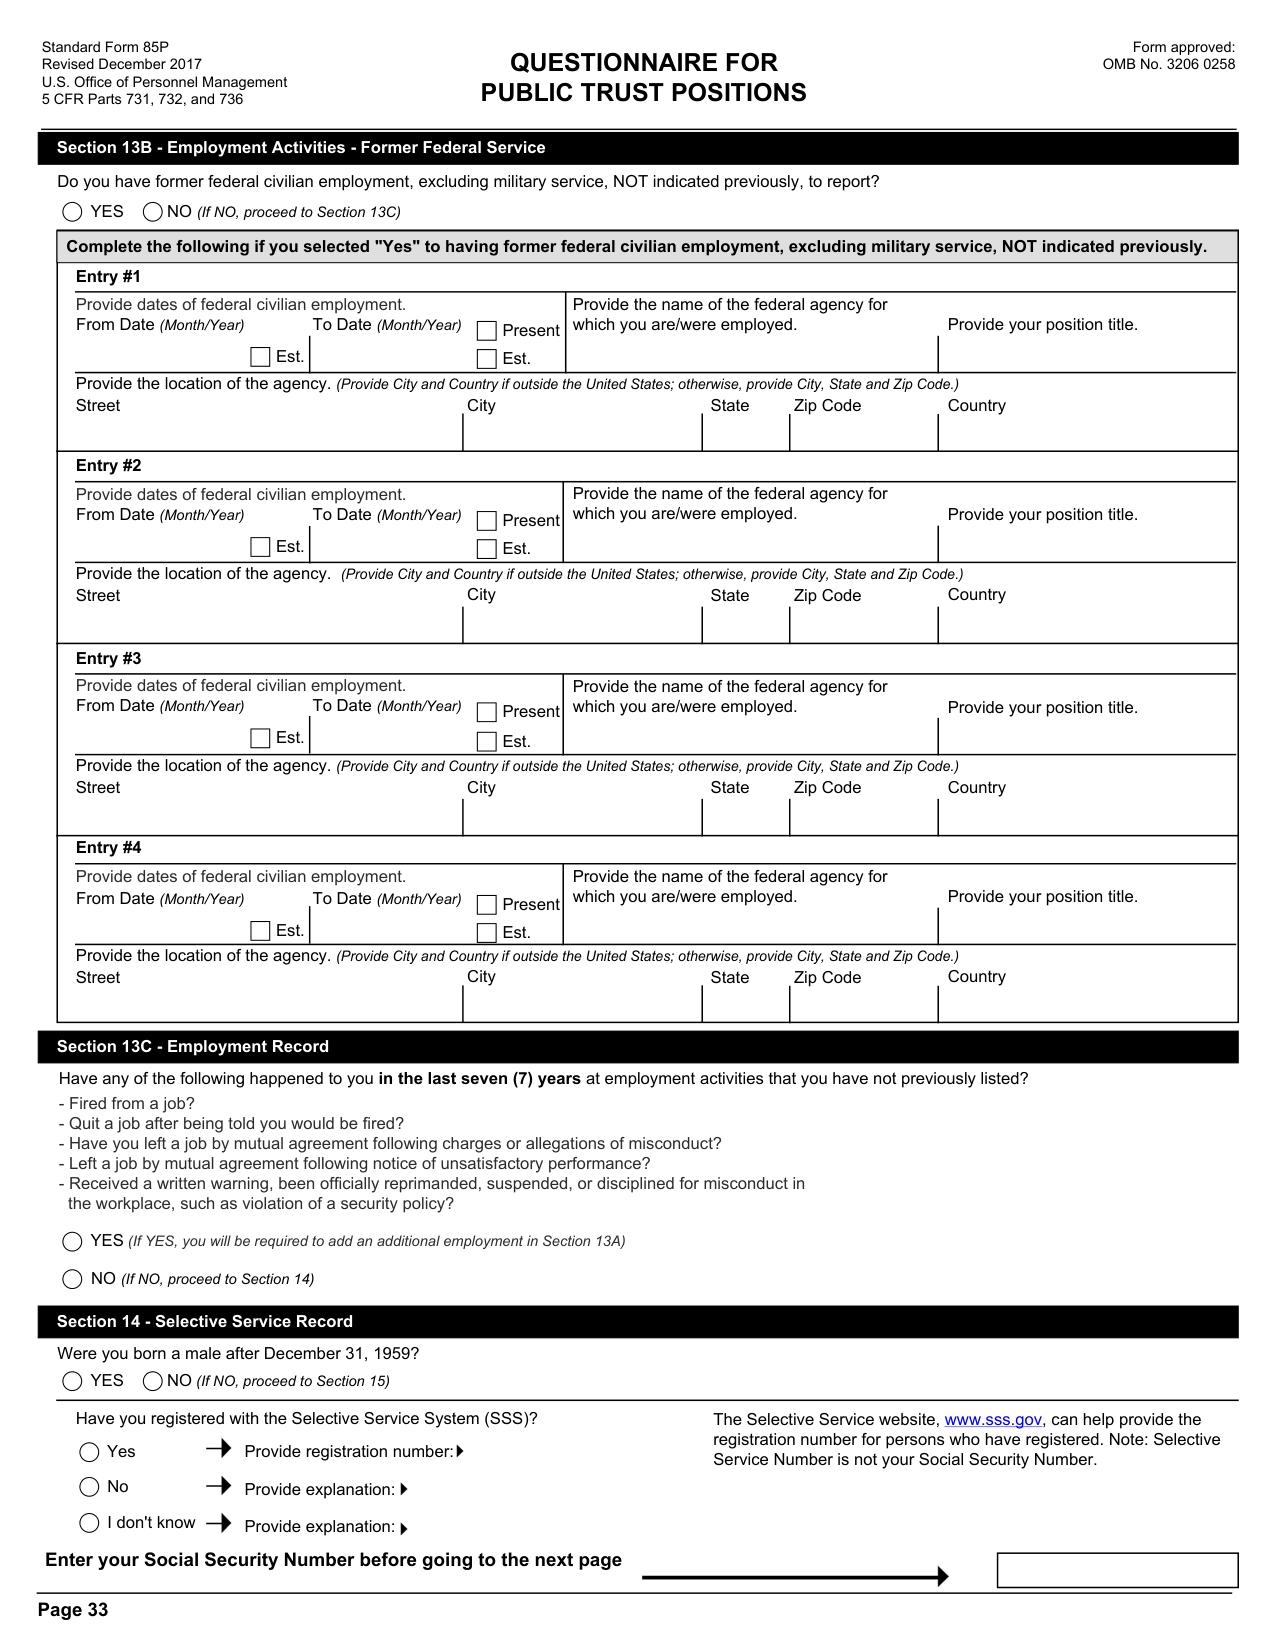 Standard Form 85P
Revised December 2017
U.S. Office of Personnel Management
5 CFR Parts 731, 732, and 736
QUESTIONNAIRE FOR
PUBLIC TRUST POSITIONS
Form approved:
OMB No. 3206 0258
Section 13B - Employment Activities - Former Federal Service
Do you have former federal civilian employment, excluding military service, NOT indicated previously, to report?
YES NO (If NO, proceed to Section 13C)
Complete the following if you selected "Yes" to having former federal civilian employment, excluding military service, NOT indicated previously.
Entry #1
Provide dates of federal civilian employment.
From Date (Month/Year) To Date (Month/Year) Present
Est. Est.
Provide the name of the federal agency for
which you are/were employed.
Provide your position title.
Provide the location of the agency. (Provide City and Country if outside the United States; otherwise, provide City, State and Zip Code.)
Street City State Zip Code Country
Entry #2
Provide dates of federal civilian employment.
From Date (Month/Year) To Date (Month/Year) Present
Est. Est.
Provide the name of the federal agency for
which you are/were employed.
Provide your position title.
Provide the location of the agency. (Provide City and Country if outside the United States; otherwise, provide City, State and Zip Code.)
Street City State Zip Code Country
Entry #3
Provide dates of federal civilian employment.
From Date (Month/Year) To Date (Month/Year) Present
Est. Est.
Provide the name of the federal agency for
which you are/were employed.
Provide your position title.
Provide the location of the agency. (Provide City and Country if outside the United States; otherwise, provide City, State and Zip Code.)
Street City State Zip Code Country
Entry #4
Provide dates of federal civilian employment.
From Date (Month/Year) To Date (Month/Year) Present
Est. Est.
Provide the name of the federal agency for
which you are/were employed.
Provide your position title.
Provide the location of the agency. (Provide City and Country if outside the United States; otherwise, provide City, State and Zip Code.)
Street City State Zip Code Country
Section 13C - Employment Record
Have any of the following happened to you in the last seven (7) years at employment activities that you have not previously listed?
- Fired from a job?
- Quit a job after being told you would be fired?
- Have you left a job by mutual agreement following charges or allegations of misconduct?
- Left a job by mutual agreement following notice of unsatisfactory performance?
- Received a written warning, been officially reprimanded, suspended, or disciplined for misconduct in
the workplace, such as violation of a security policy?
YES (If YES, you will be required to add an additional employment in Section 13A)
NO (If NO, proceed to Section 14)
Section 14 - Selective Service Record
Were you born a male after December 31, 1959?
YES NO (If NO, proceed to Section 15)
Have you registered with the Selective Service System (SSS)?
Yes Provide registration number:
No Provide explanation:
I don't know Provide explanation:
The Selective Service website, www.sss.gov, can help provide the
registration number for persons who have registered. Note: Selective
Service Number is not your Social Security Number.
Enter your Social Security Number before going to the next page
Page 33